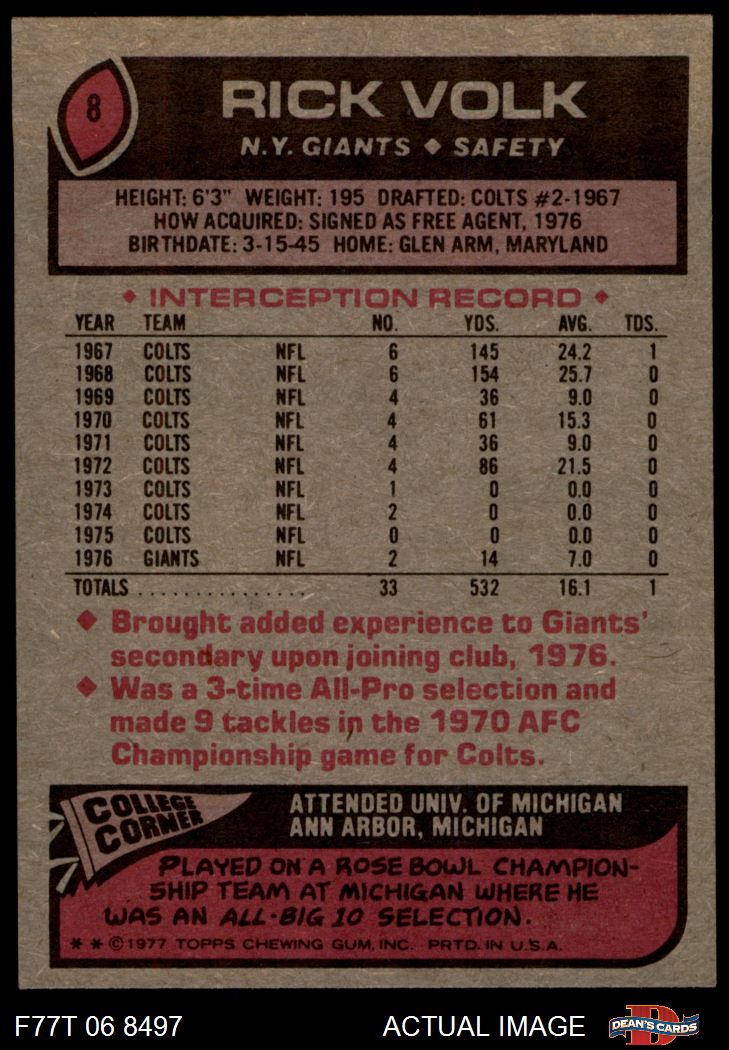 8
RICK VOLK
N.Y. GIANTS ♦ SAFETY
HEIGHT: 6'3" WEIGHT: 195 DRAFTED: COLTS #2-1967
HOW ACQUIRED: SIGNED AS FREE AGENT, 1976
BIRTHDATE: 3-15-45 HOME: GLEN ARM, MARYLAND
♦ INTERCEPTION RECORD ♦
YEAR TEAM NO. YDS. AVG. TDS.
1967 COLTS NFL 6 145 24.2 1
1968 COLTS NFL 6 154 25.7 0
1969 COLTS NFL 4 36 9.0 0
1970 COLTS NFL 4 61 15.3 0
1971 COLTS NFL 4 36 9.0 0
1972 COLTS NFL 4 86 21.5 0
1973 COLTS NFL 1 0 0.0 0
1974 COLTS NFL 2 0 0.0 0
1975 COLTS NFL 0 0 0.0 0
1976 GIANTS NFL 2 14 7.0 0
TOTALS . . . . . . . . . . . . . . . 33 532 16.1 1
♦ Brought added experience to Giants'
secondary upon joining club, 1976.
♦ Was a 3-time All-Pro selection and
made 9 tackles in the 1970 AFC
Championship game for Colts.
COLLEGE
CORNER
ATTENDED UNIV. OF MICHIGAN
ANN ARBOR, MICHIGAN
PLAYED ON A ROSE BOWL CHAMPION-
SHIP TEAM AT MICHIGAN WHERE HE
WAS AN ALL-BIG 10 SELECTION.
* * © 1977 TOPPS CHEWING GUM, INC. PRTD. IN U.S.A.
F77T 06 8497 ACTUAL IMAGE D DEAN'S CARDS